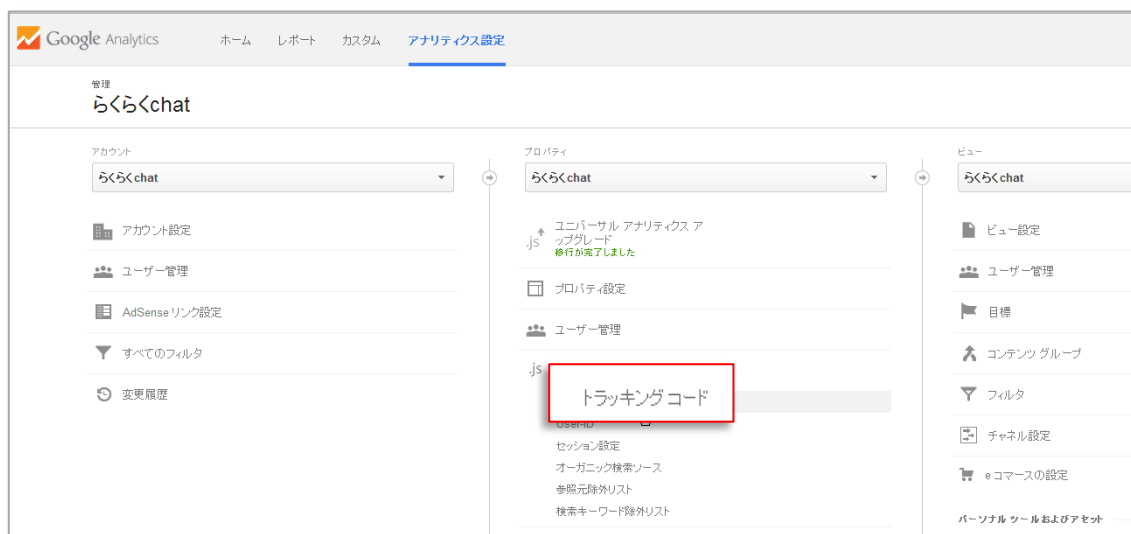 Google Analytics
ホーム
レポート
カスタム
アナリティクス設定
管理
らくらくchat
アカウント
らくらくchat
アカウント設定
ユーザー管理
AdSense リンク設定
すべてのフィルタ
変更履歴
プロパティ
らくらくchat
.js
ユニバーサル アナリティクス ア
ップグレード
移行が完了しました
プロパティ設定
ユーザー管理
.js
トラッキング コード
User-ID
セッション設定
オーガニック検索ソース
参照元除外リスト
検索キーワード除外リスト
ビュー
らくらくchat
ビュー設定
ユーザー管理
目標
コンテンツ グループ
フィルタ
チャネル設定
e コマースの設定
パーソナル ツールおよびアセット